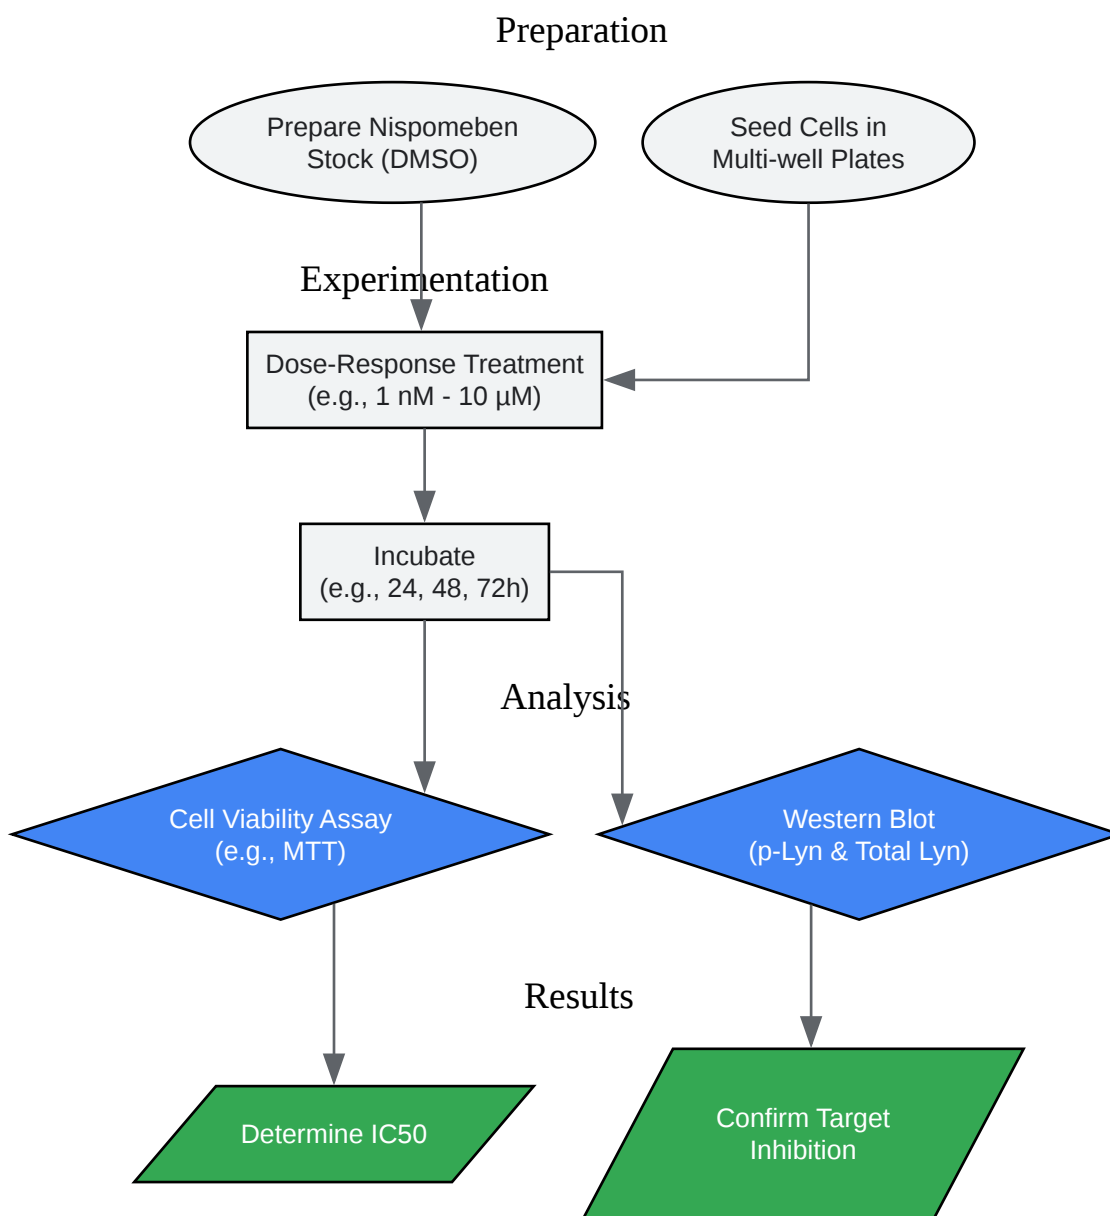 Preparation
Prepare Nispomeben
Stock (DMSO)
Seed Cells in
Multi-well Plates
Experimentation
Dose-Response Treatment
(e.g., 1 nM - 10 µM)
Incubate
(e.g., 24, 48, 72h)
Analysis
Cell Viability Assay
(e.g., MTT)
Western Blot
(p-Lyn & Total Lyn)
Results
Determine IC50
Confirm Target
Inhibition